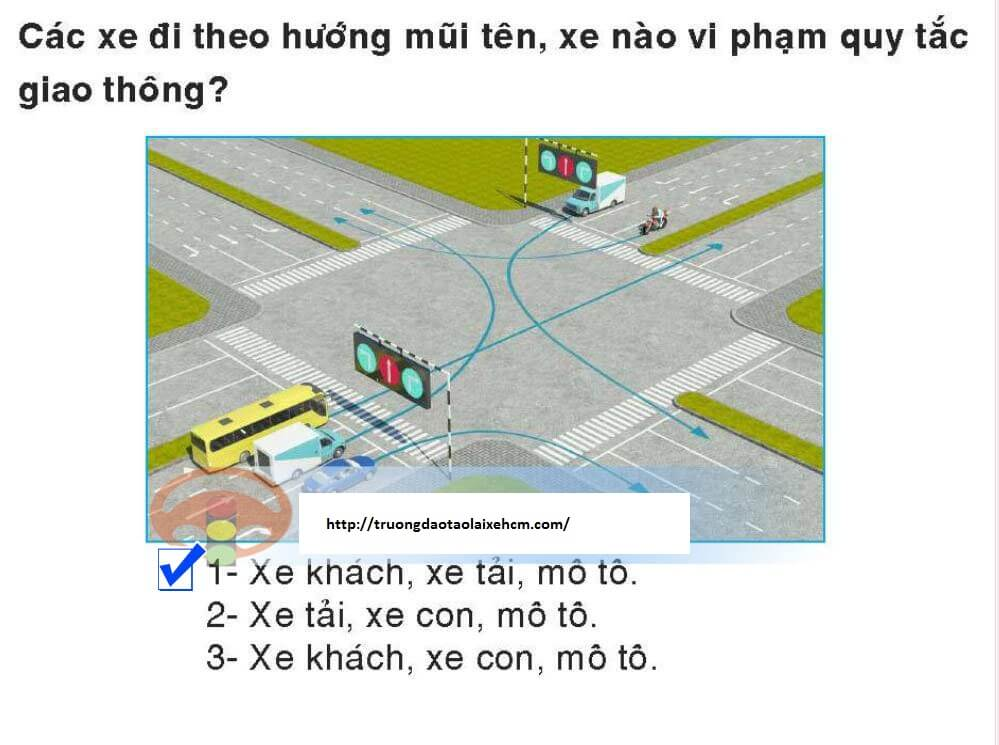 Các xe đi theo hướng mũi tên, xe nào vi phạm quy tắc
giao thông?
http://truongdaotaolaixehcm.com/
1- Xe khách, xe tải, mô tô.
2- Xe tải, xe con, mô tô.
3- Xe khách, xe con, mô tô.